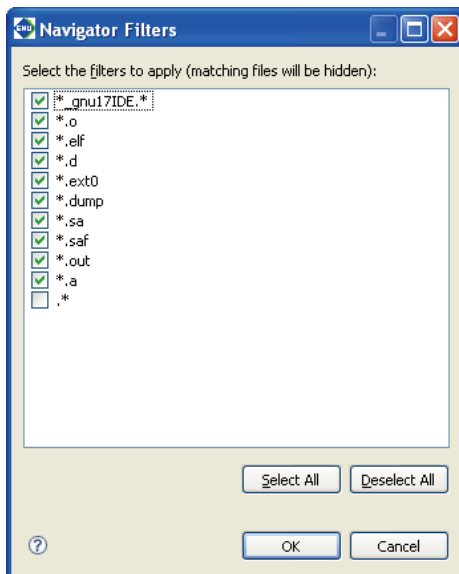 GNU Navigator Filters
Select the filters to apply (matching files will be hidden):
*_gnu17IDE.*
*.o
*.elf
*.d
*.ext0
*.dump
*.sa
*.saf
*.out
*.a
.*
Select All Deselect All
? OK Cancel